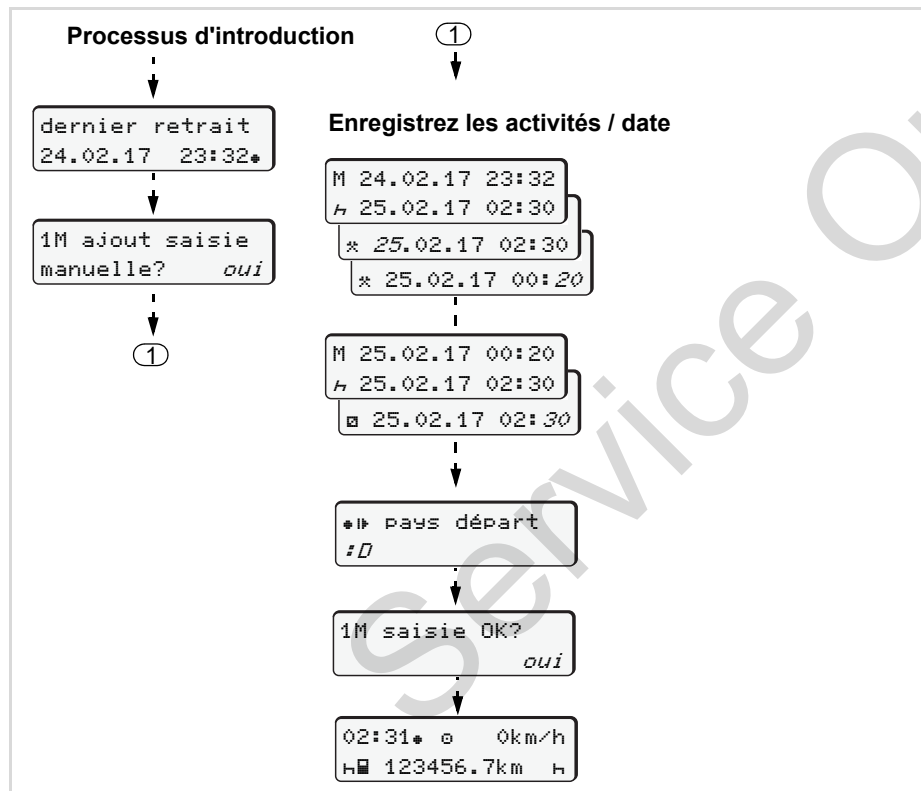 Processus d'introduction
①
dernier retrait
24.02.17 23:32
1M ajout saisie
manuelle? oui
①
Enregistrez les activités / date
M 24.02.17 23:32
25.02.17 02:30
25.02.17 02:30
25.02.17 00:20
M 25.02.17 00:20
25.02.17 02:30
25.02.17 02:30
pays départ
:D
1M saisie OK?
oui
02:31 0km/h
123456.7km
Service O